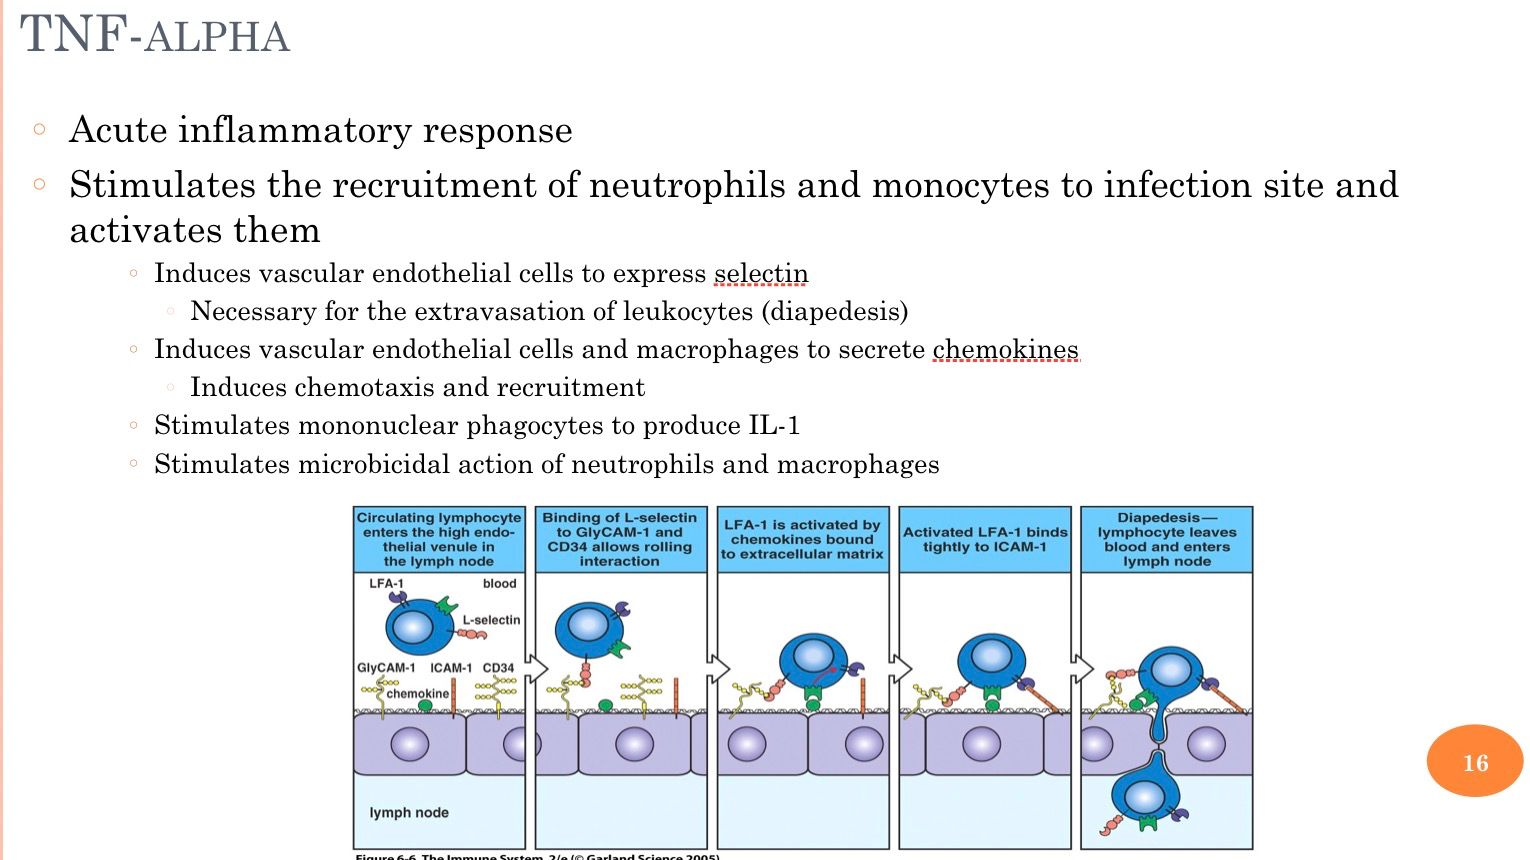 TNF-ALPHA
Acute inflammatory response
Stimulates the recruitment of neutrophils and monocytes to infection site and
activates them
Induces vascular endothelial cells to express selectin
Necessary for the extravasation of leukocytes (diapedesis)
Induces vascular endothelial cells and macrophages to secrete chemokines
Induces chemotaxis and recruitment
Stimulates mononuclear phagocytes to produce IL-1
Stimulates microbicidal action of neutrophils and macrophages
Circulating lymphocyte
enters the high endo-
thelial venule in
the lymph node
Binding of L-selectin
to GlyCAM-1 and
CD34 allows rolling
interaction
LFA-1 is activated by
chemokines bound
to extracellular matrix
Activated LFA-1 binds
tightly to ICAM-1
Diapedesis—
lymphocyte leaves
blood and enters
lymph node
LFA-1
blood
L-selectin
GlyCAM-1
ICAM-1
CD34
chemokine
lymph node
16
Figure 6-6 The Immune System, 2/e (© Garland Science 2005)